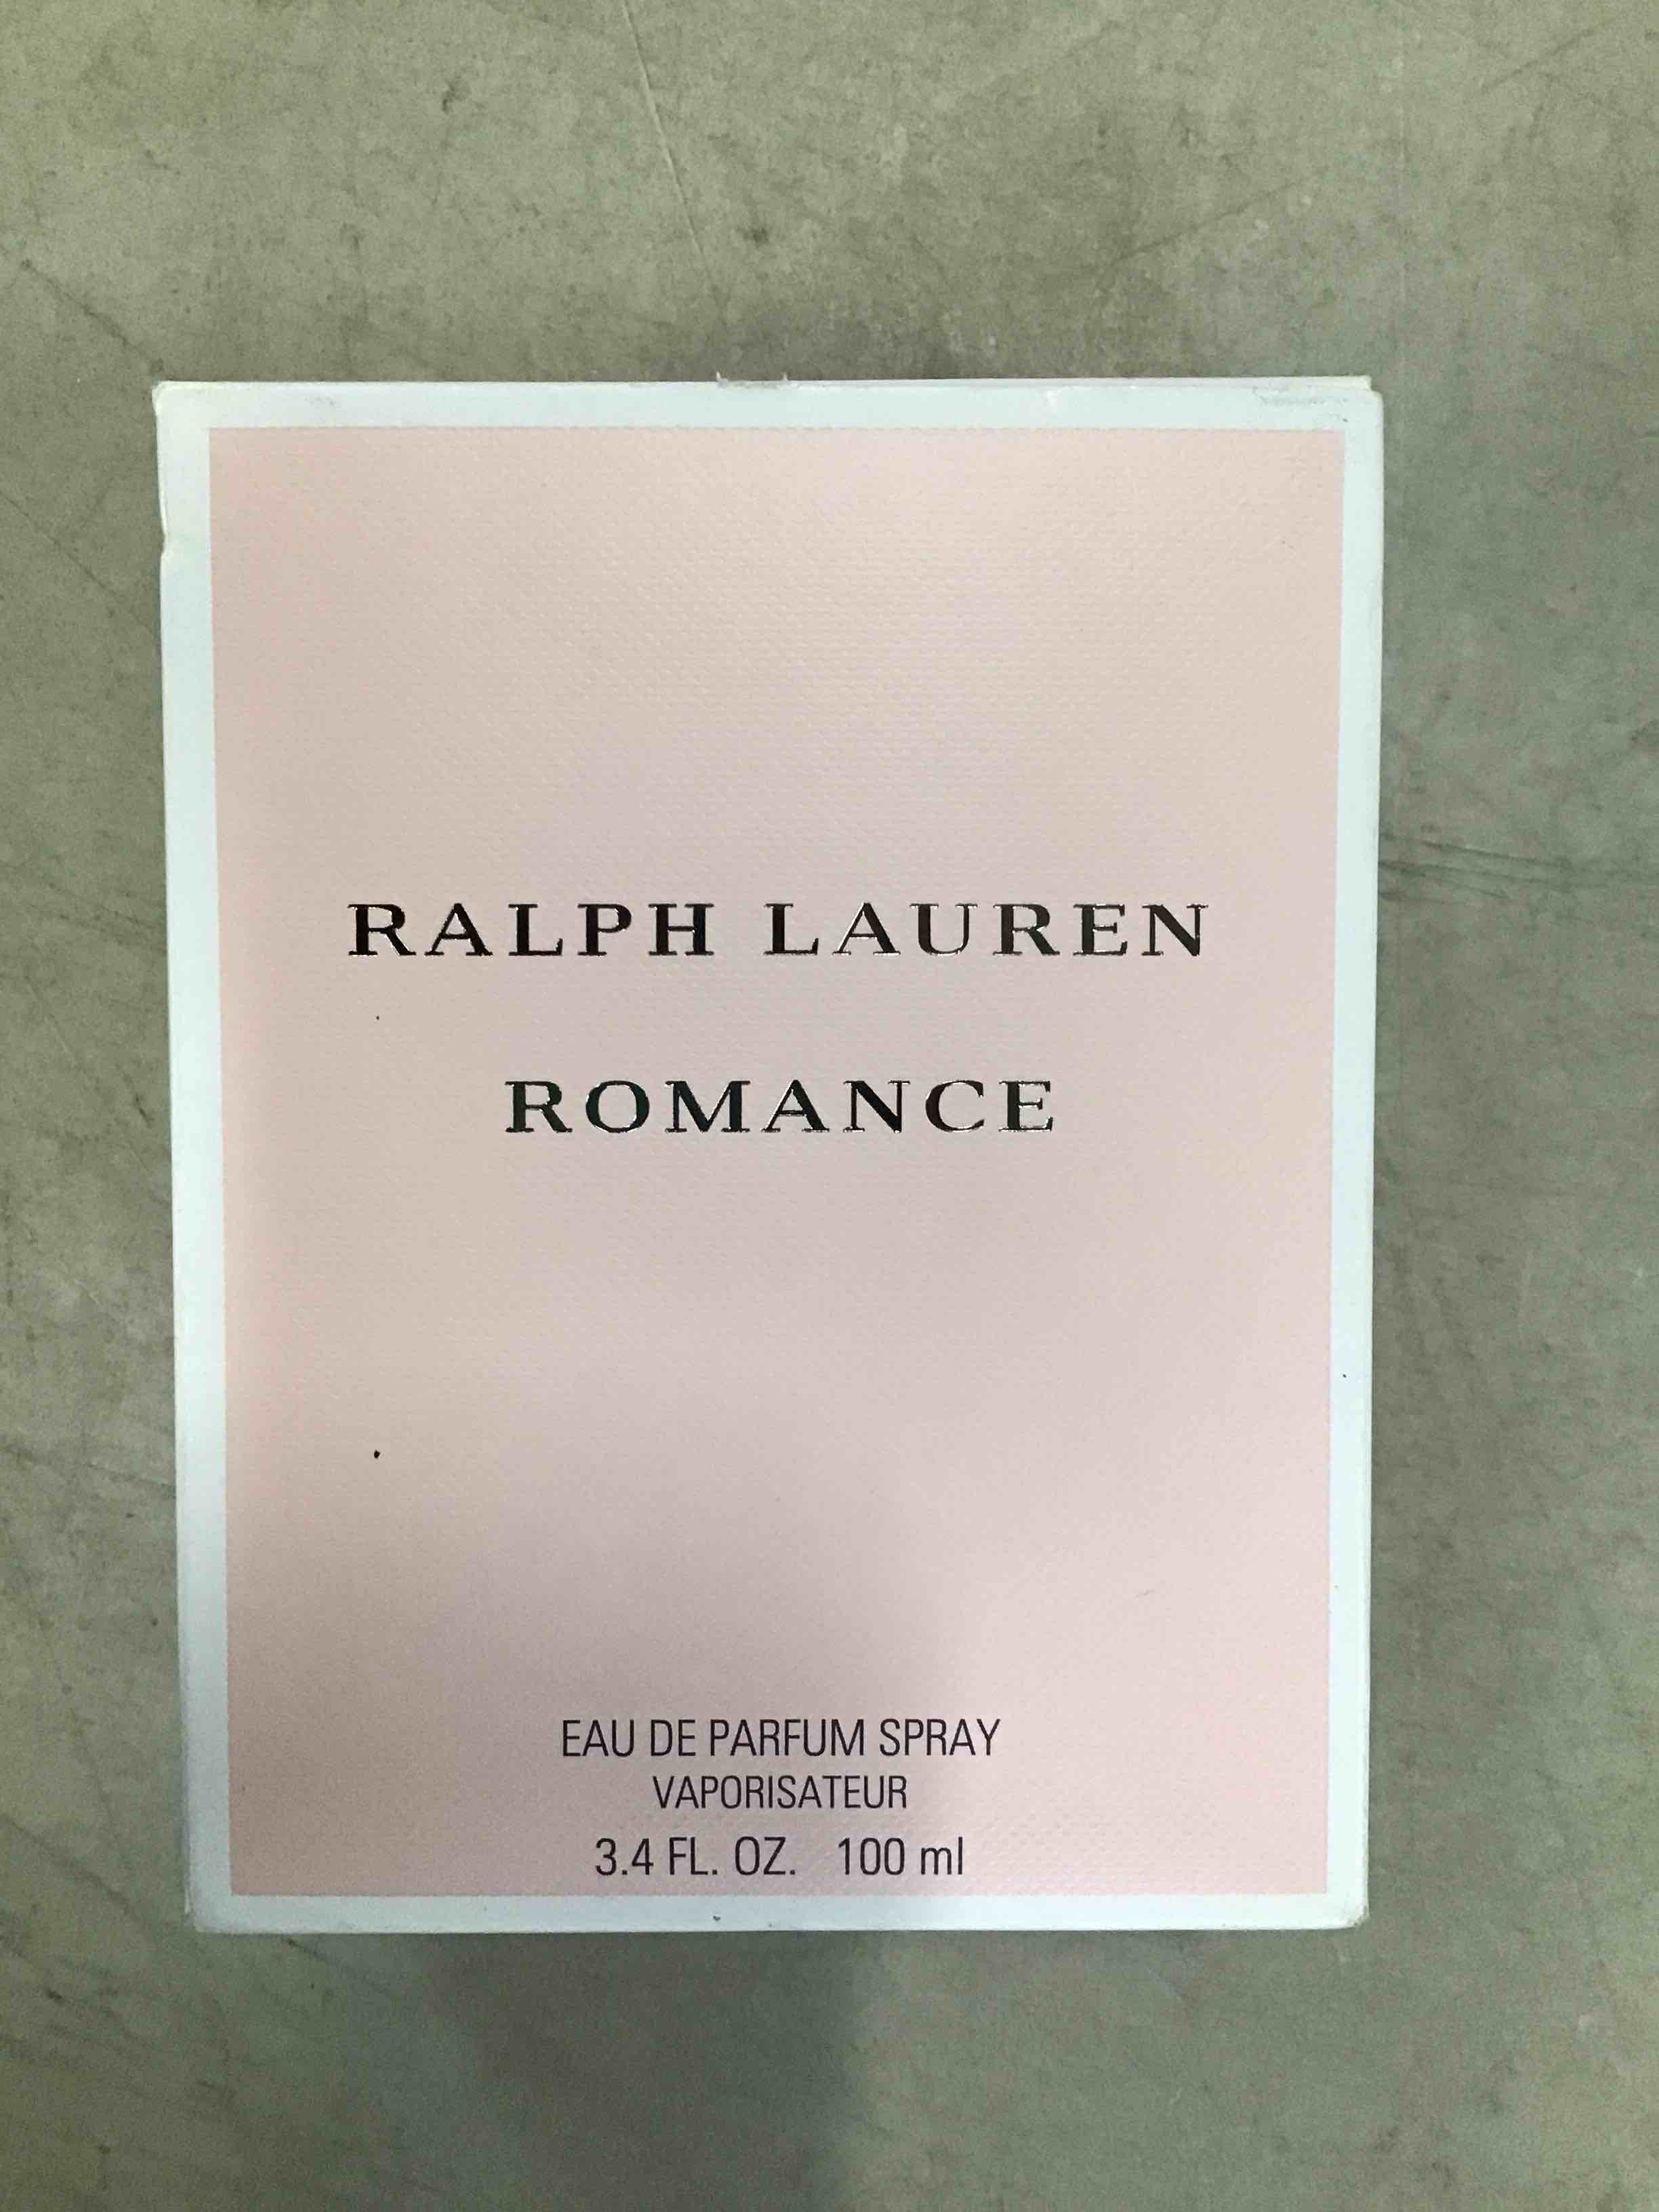 RALPH LAUREN
ROMANCE
EAU DE PARFUM SPRAY
VAPORISATEUR
3.4 FL. OZ. 100 ml